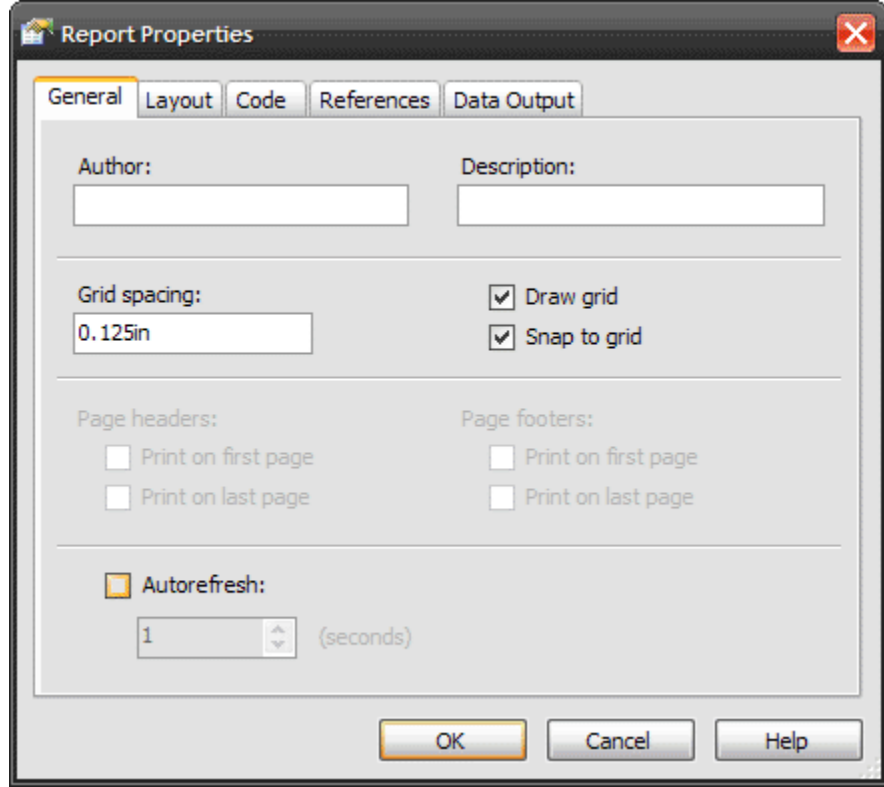 Report Properties
General Layout Code References Data Output
Author: Description:
Grid spacing: Draw grid
0.125in Snap to grid
Page headers: Page footers:
Print on first page Print on first page
Print on last page Print on last page
Autorefresh:
1 (seconds)
OK Cancel Help